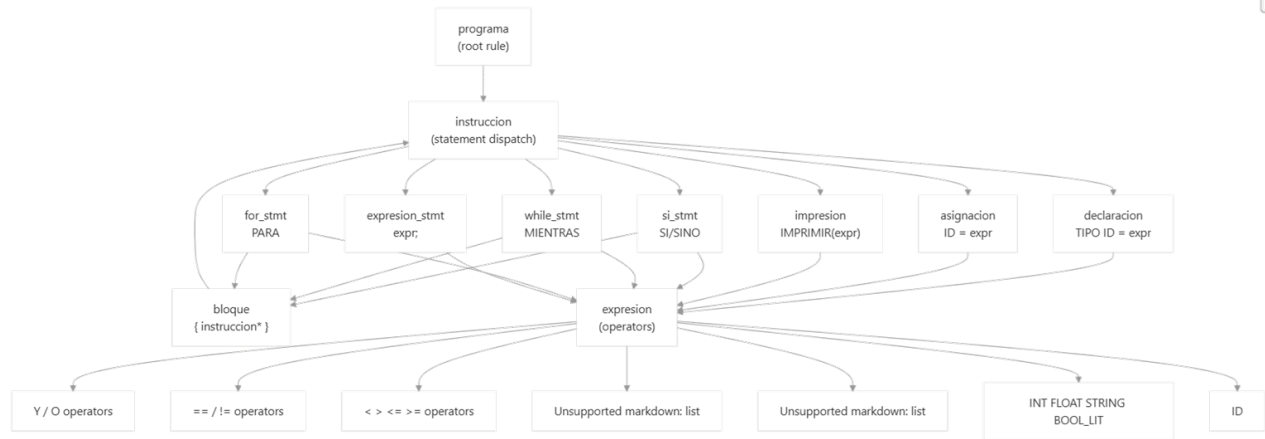 programa
(root rule)
instruccion
(statement dispatch)
for_stmt
PARA
expresion_stmt
expr;
while_stmt
MIENTRAS
si_stmt
SI/SINO
impresion
IMPRIMIR(expr)
asignacion
ID = expr
declaracion
TIPO ID = expr
bloque
{ instruccion* }
expresion
(operators)
Y / O operators
== / != operators
< > <= >= operators
Unsupported markdown: list
Unsupported markdown: list
INT FLOAT STRING
BOOL_LIT
ID